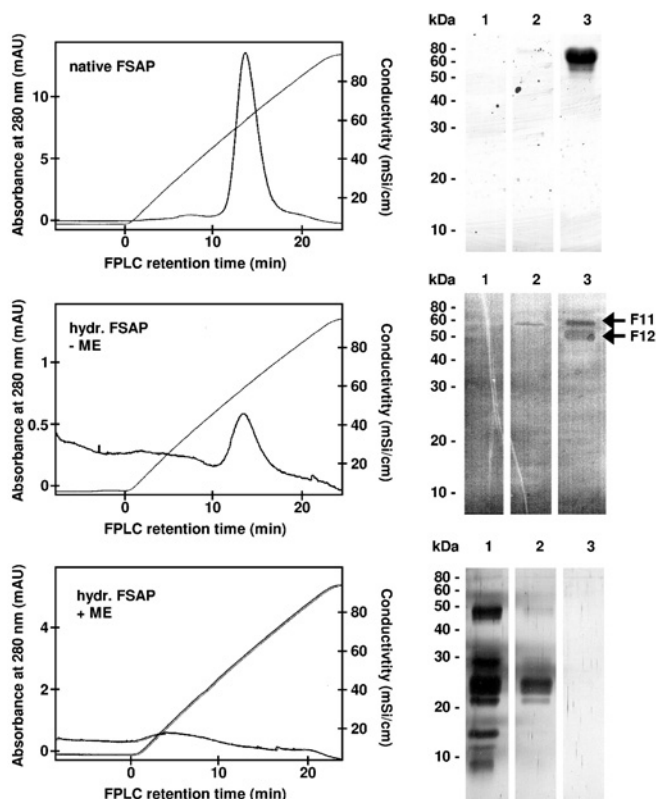 native FSAP
Absorbance at 280 nm (mAU)
10
5
0
Conductivtity (mSi/cm)
80
60
40
20
0 10 20
FPLC retention time (min)
kDa 1 2 3
80 -
60 -
40 -
30 -
20 -
10 -
hydr. FSAP
- ME
Absorbance at 280 nm (mAU)
1
0.5
0
Conductivtity (mSi/cm)
80
60
40
20
0 10 20
FPLC retention time (min)
kDa 1 2 3
80 -
60 -
50 -
40 -
30 -
20 -
10 -
F11
F12
hydr. FSAP
+ ME
Absorbance at 280 nm (mAU)
4
2
0
Conductivtity (mSi/cm)
80
60
40
20
0 10 20
FPLC retention time (min)
kDa 1 2 3
80 -
60 -
50 -
40 -
30 -
20 -
10 -